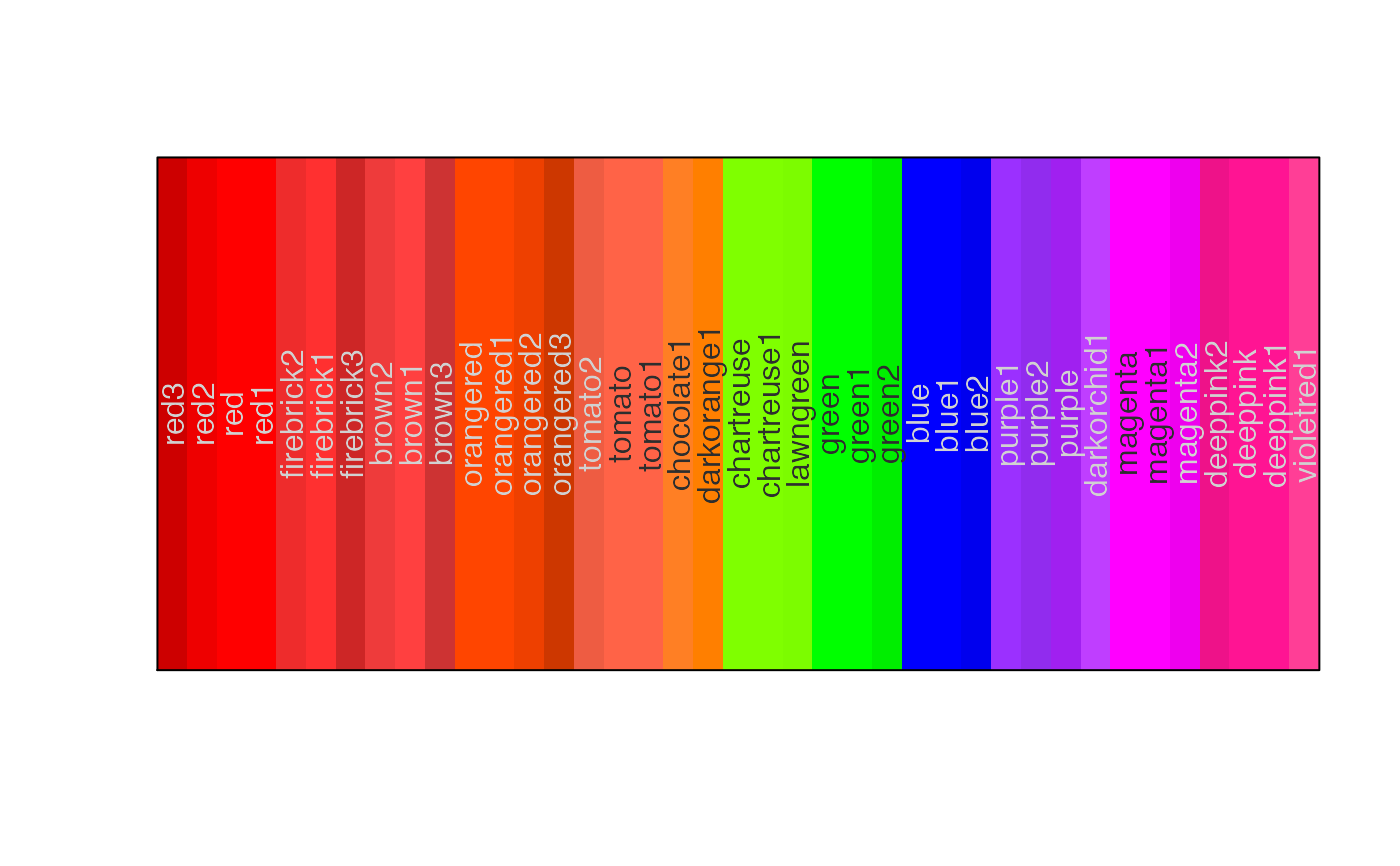 red3
red2
red
red1
firebrick2
firebrick1
firebrick3
brown2
brown1
brown3
orangered
orangered1
orangered2
orangered3
tomato2
tomato
tomato1
chocolate1
darkorange1
chartreuse
chartreuse1
lawngreen
green
green1
green2
blue
blue1
blue2
purple1
purple2
purple
darkorchid1
magenta
magenta1
magenta2
deeppink2
deeppink
deeppink1
violetred1